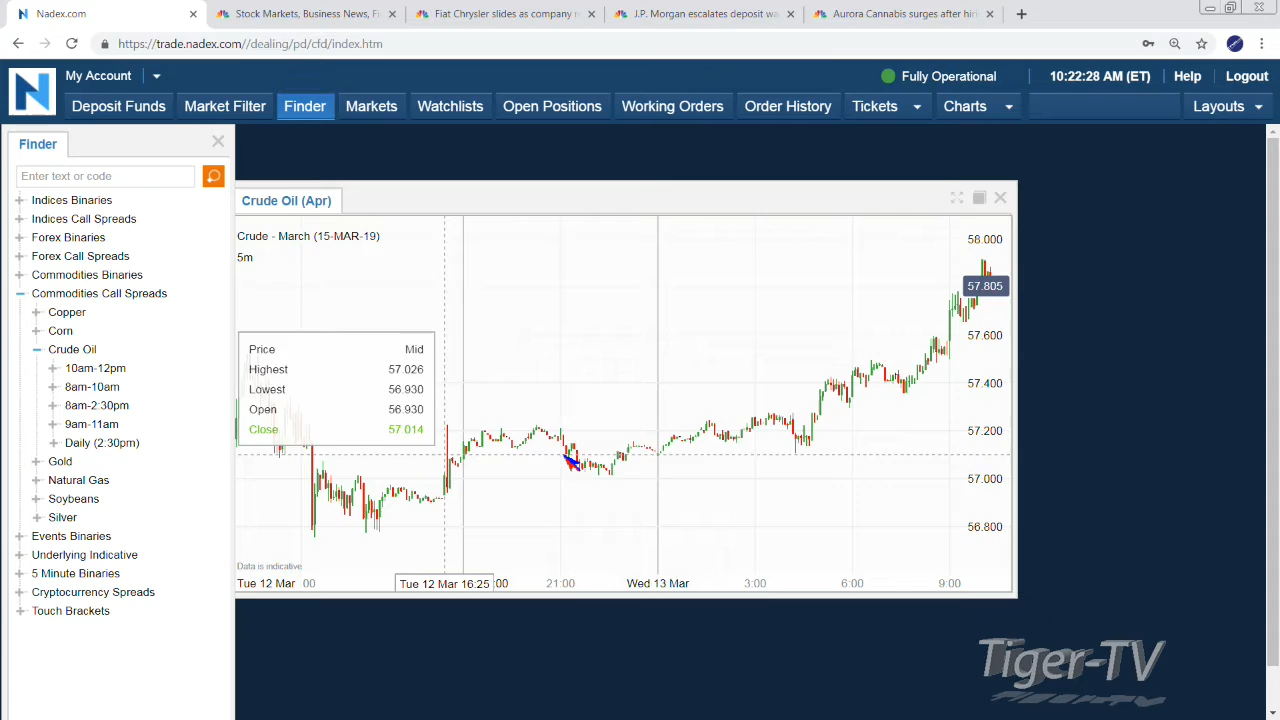 Nadex.com
Stock Markets, Business News, Fi
Fiat Chrysler slides as company r
J.P. Morgan escalates deposit wa
Aurora Cannabis surges after hiri
https://trade.nadex.com//dealing/pd/cfd/index.htm
N
My Account
Fully Operational
10:22:28 AM (ET)
Help
Logout
Deposit Funds
Market Filter
Finder
Markets
Watchlists
Open Positions
Working Orders
Order History
Tickets
Charts
Layouts
Finder
Enter text or code
Indices Binaries
Indices Call Spreads
Forex Binaries
Forex Call Spreads
Commodities Binaries
Commodities Call Spreads
Copper
Corn
Crude Oil
10am-12pm
8am-10am
8am-2:30pm
9am-11am
Daily (2:30pm)
Gold
Natural Gas
Soybeans
Silver
Events Binaries
Underlying Indicative
5 Minute Binaries
Cryptocurrency Spreads
Touch Brackets
Crude Oil (Apr)
Crude - March (15-MAR-19)
5m
Price Mid
Highest 57.026
Lowest 56.930
Open 56.930
Close 57.014
58.000
57.805
57.600
57.400
57.200
57.000
56.800
Data is indicative
Tue 12 Mar 00 Tue 12 Mar 16:25 :00 21:00 Wed 13 Mar 3:00 6:00 9:00
Tiger-TV